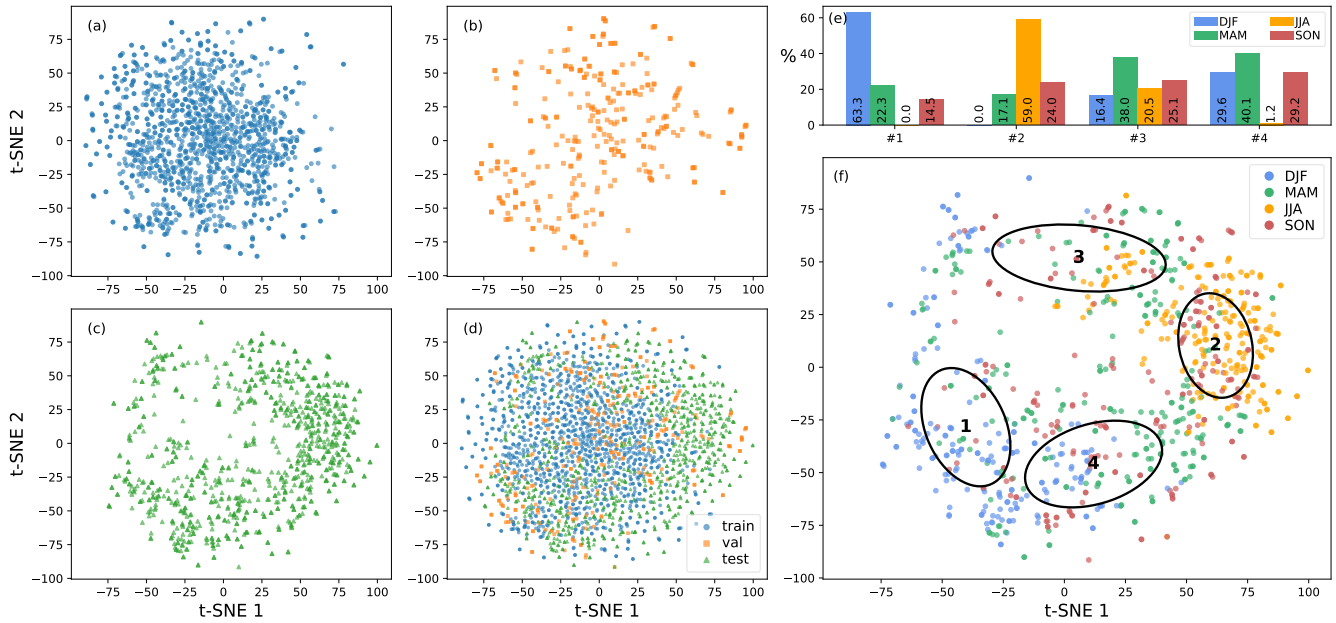 (a)
75
50
25
0
−25
−50
−75
−100
t-SNE 2
−75 −50 −25 0 25 50 75 100
(b)
75
50
25
0
−25
−50
−75
−100
−75 −50 −25 0 25 50 75 100
(c)
75
50
25
0
−25
−50
−75
−100
t-SNE 2
−75 −50 −25 0 25 50 75 100
t-SNE 1
(d)
75
50
25
0
−25
−50
−75
−100
train
val
test
−75 −50 −25 0 25 50 75 100
t-SNE 1
(e)
60
40
20
0
%
DJF JJA
MAM SON
63.3 22.3 0.0 14.5
0.0 17.1 59.0 24.0
16.4 38.0 20.5 25.1
29.6 40.1 1.2 29.2
#1 #2 #3 #4
(f)
DJF
MAM
JJA
SON
75
50
25
0
−25
−50
−75
−100
3
2
1
4
−75 −50 −25 0 25 50 75 100
t-SNE 1